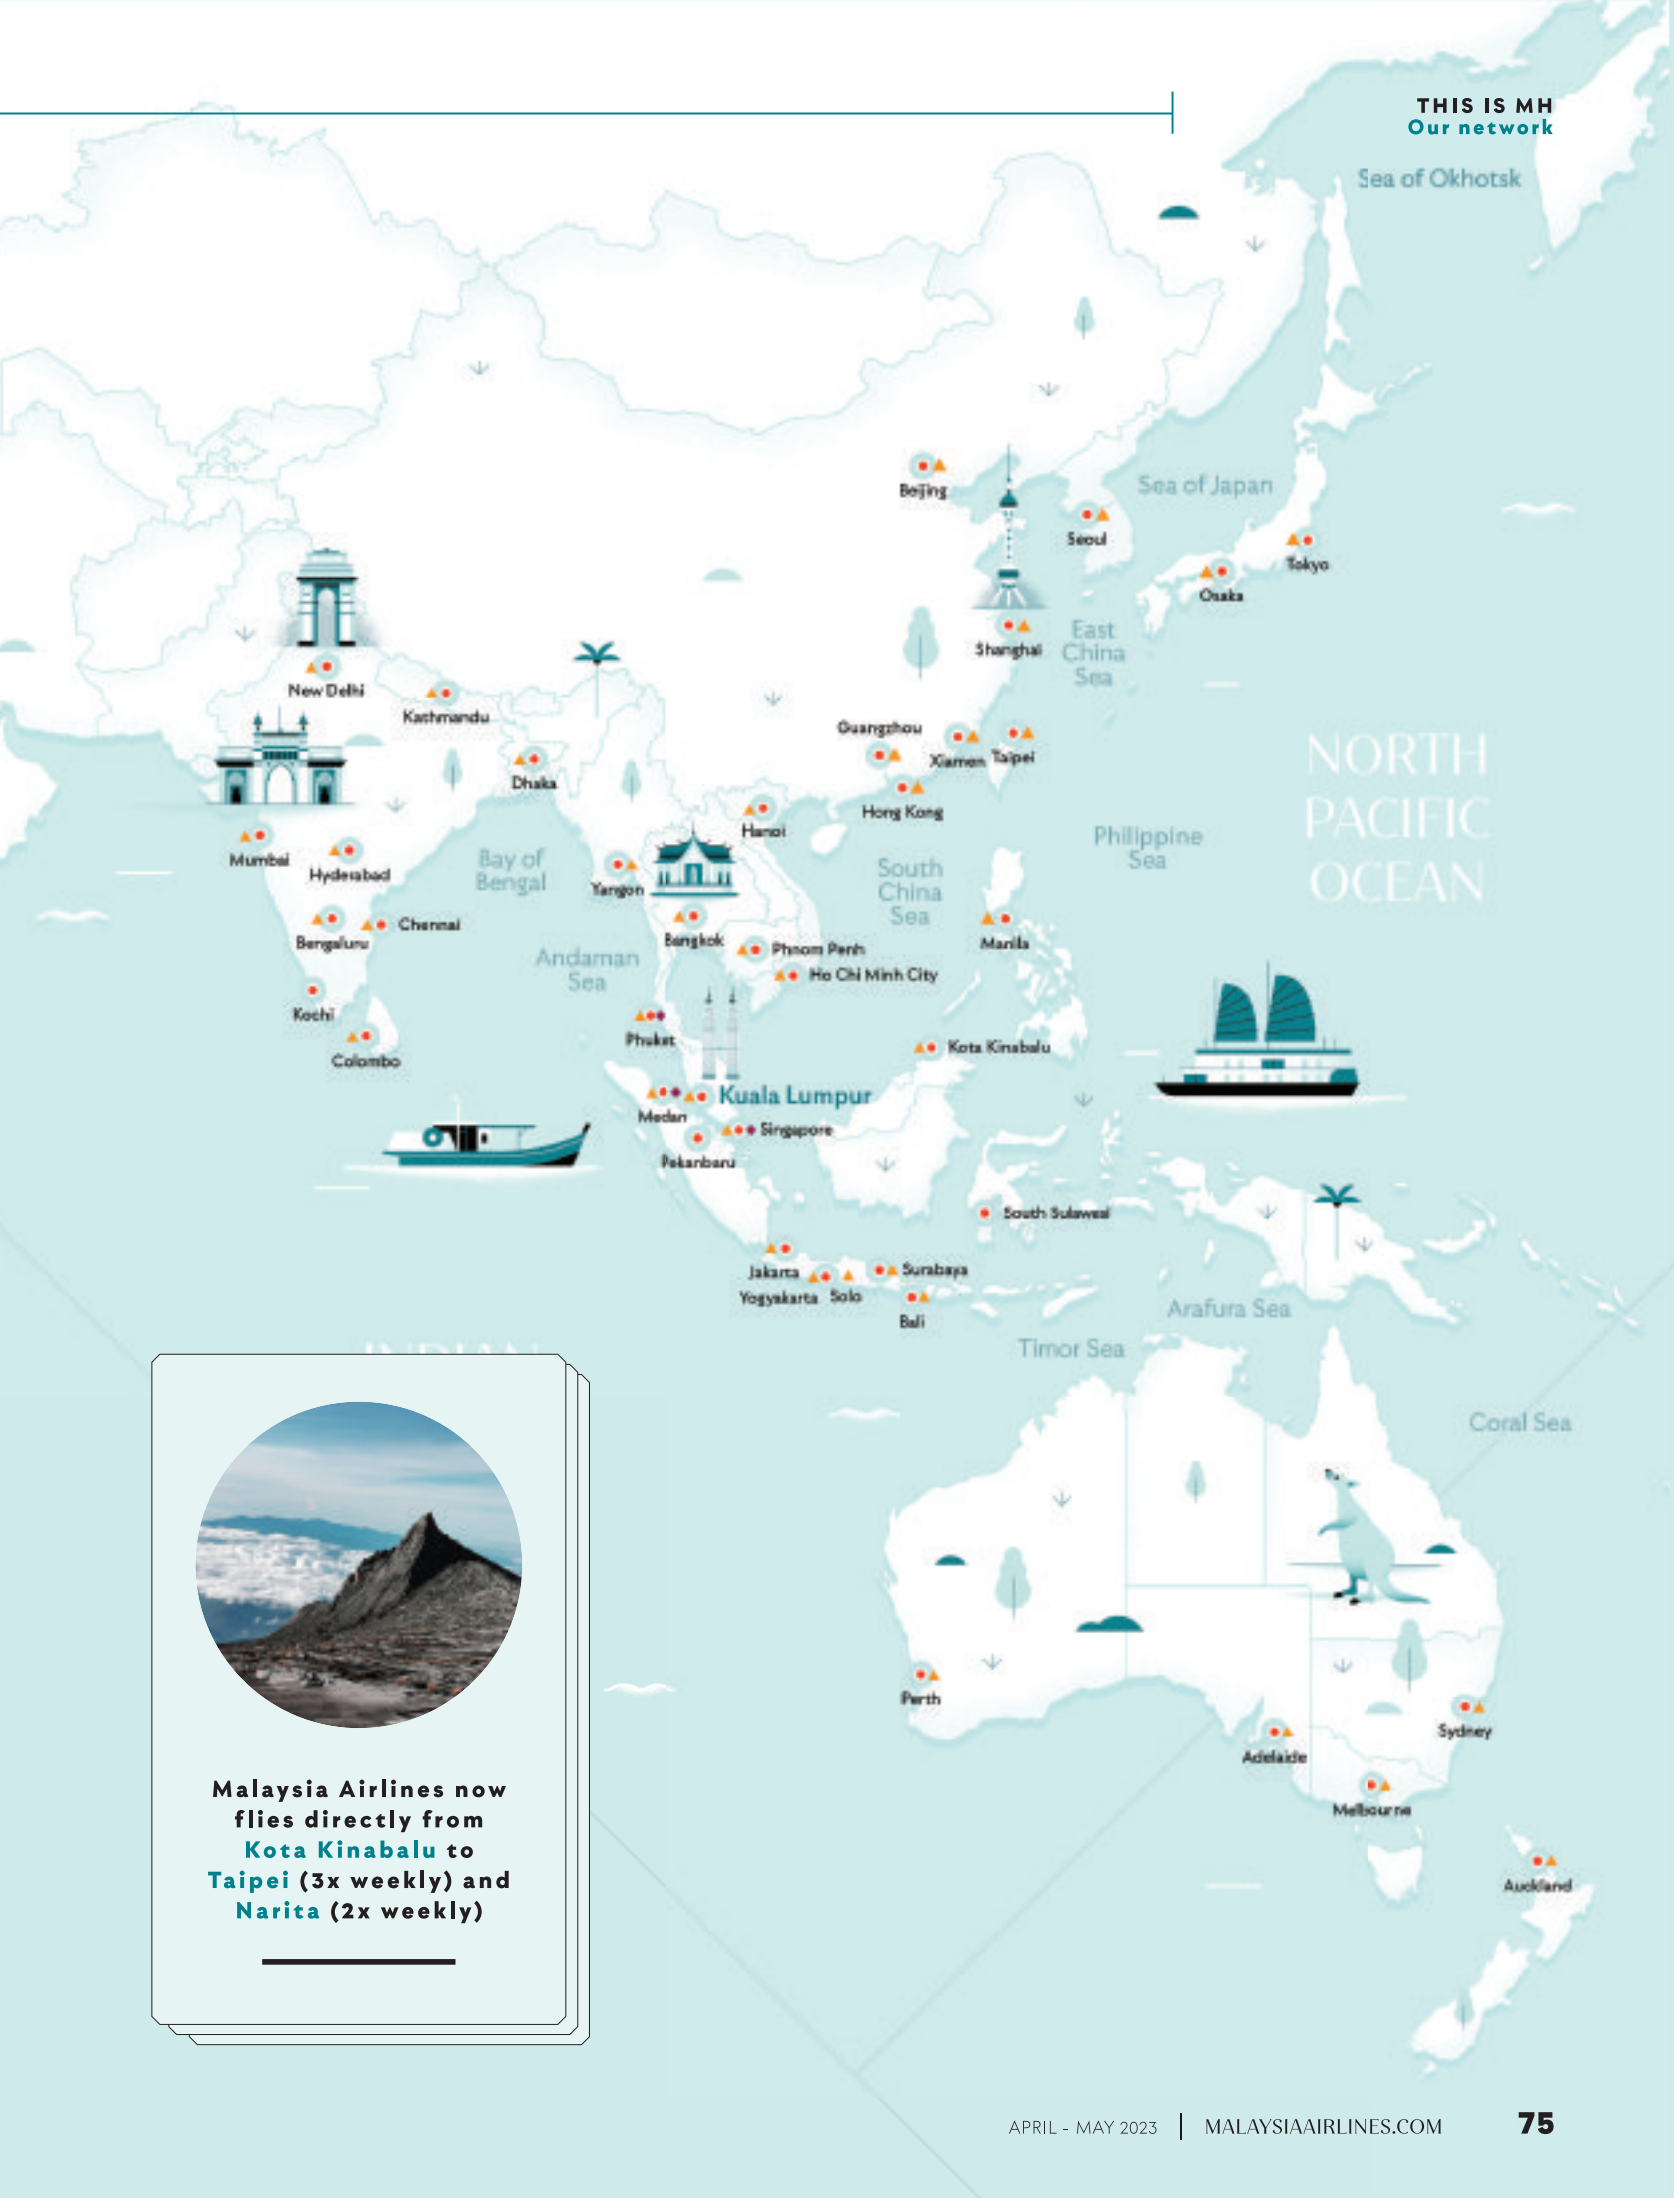 THIS IS MH
Our network
Sea of Okhotsk
Beijing
Sea of Japan
Seoul
Tokyo
Osaka
Shanghai
East
China
Sea
New Delhi
Kathmandu
Guangzhou
Xiamen
Taipei
Dhaka
Hong Kong
NORTH
PACIFIC
OCEAN
Hanoi
Mumbai
Hyderabad
Bay of
Bengal
Yangon
South
China
Sea
Philippine
Sea
Bengaluru
Chennai
Bangkok
Phnom Penh
Manila
Andaman
Sea
Ho Chi Minh City
Kochi
Colombo
Phuket
Kota Kinabalu
Kuala Lumpur
Medan
Singapore
Pekanbaru
South Sulawesi
Jakarta
Surabaya
Yogyakarta
Solo
Bali
Arafura Sea
Timor Sea
INDIAN
Coral Sea
Perth
Sydney
Adelaide
Melbourne
Auckland
Malaysia Airlines now
flies directly from
Kota Kinabalu to
Taipei (3x weekly) and
Narita (2x weekly)
APRIL - MAY 2023
MALAYSIAAIRLINES.COM
75